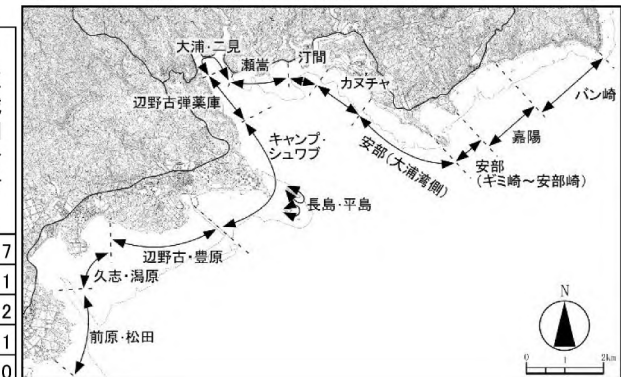 大浦・二見
瀬嵩
汀間
カヌチャ
バン崎
辺野古弾薬庫
嘉陽
キャンプ・
シュワブ
安部(大浦湾側)
安部
(ギミ崎～安部崎)
長島・平島
辺野古・豊原
久志・潟原
前原・松田
7
1
2
1
0
N
0 1 2km